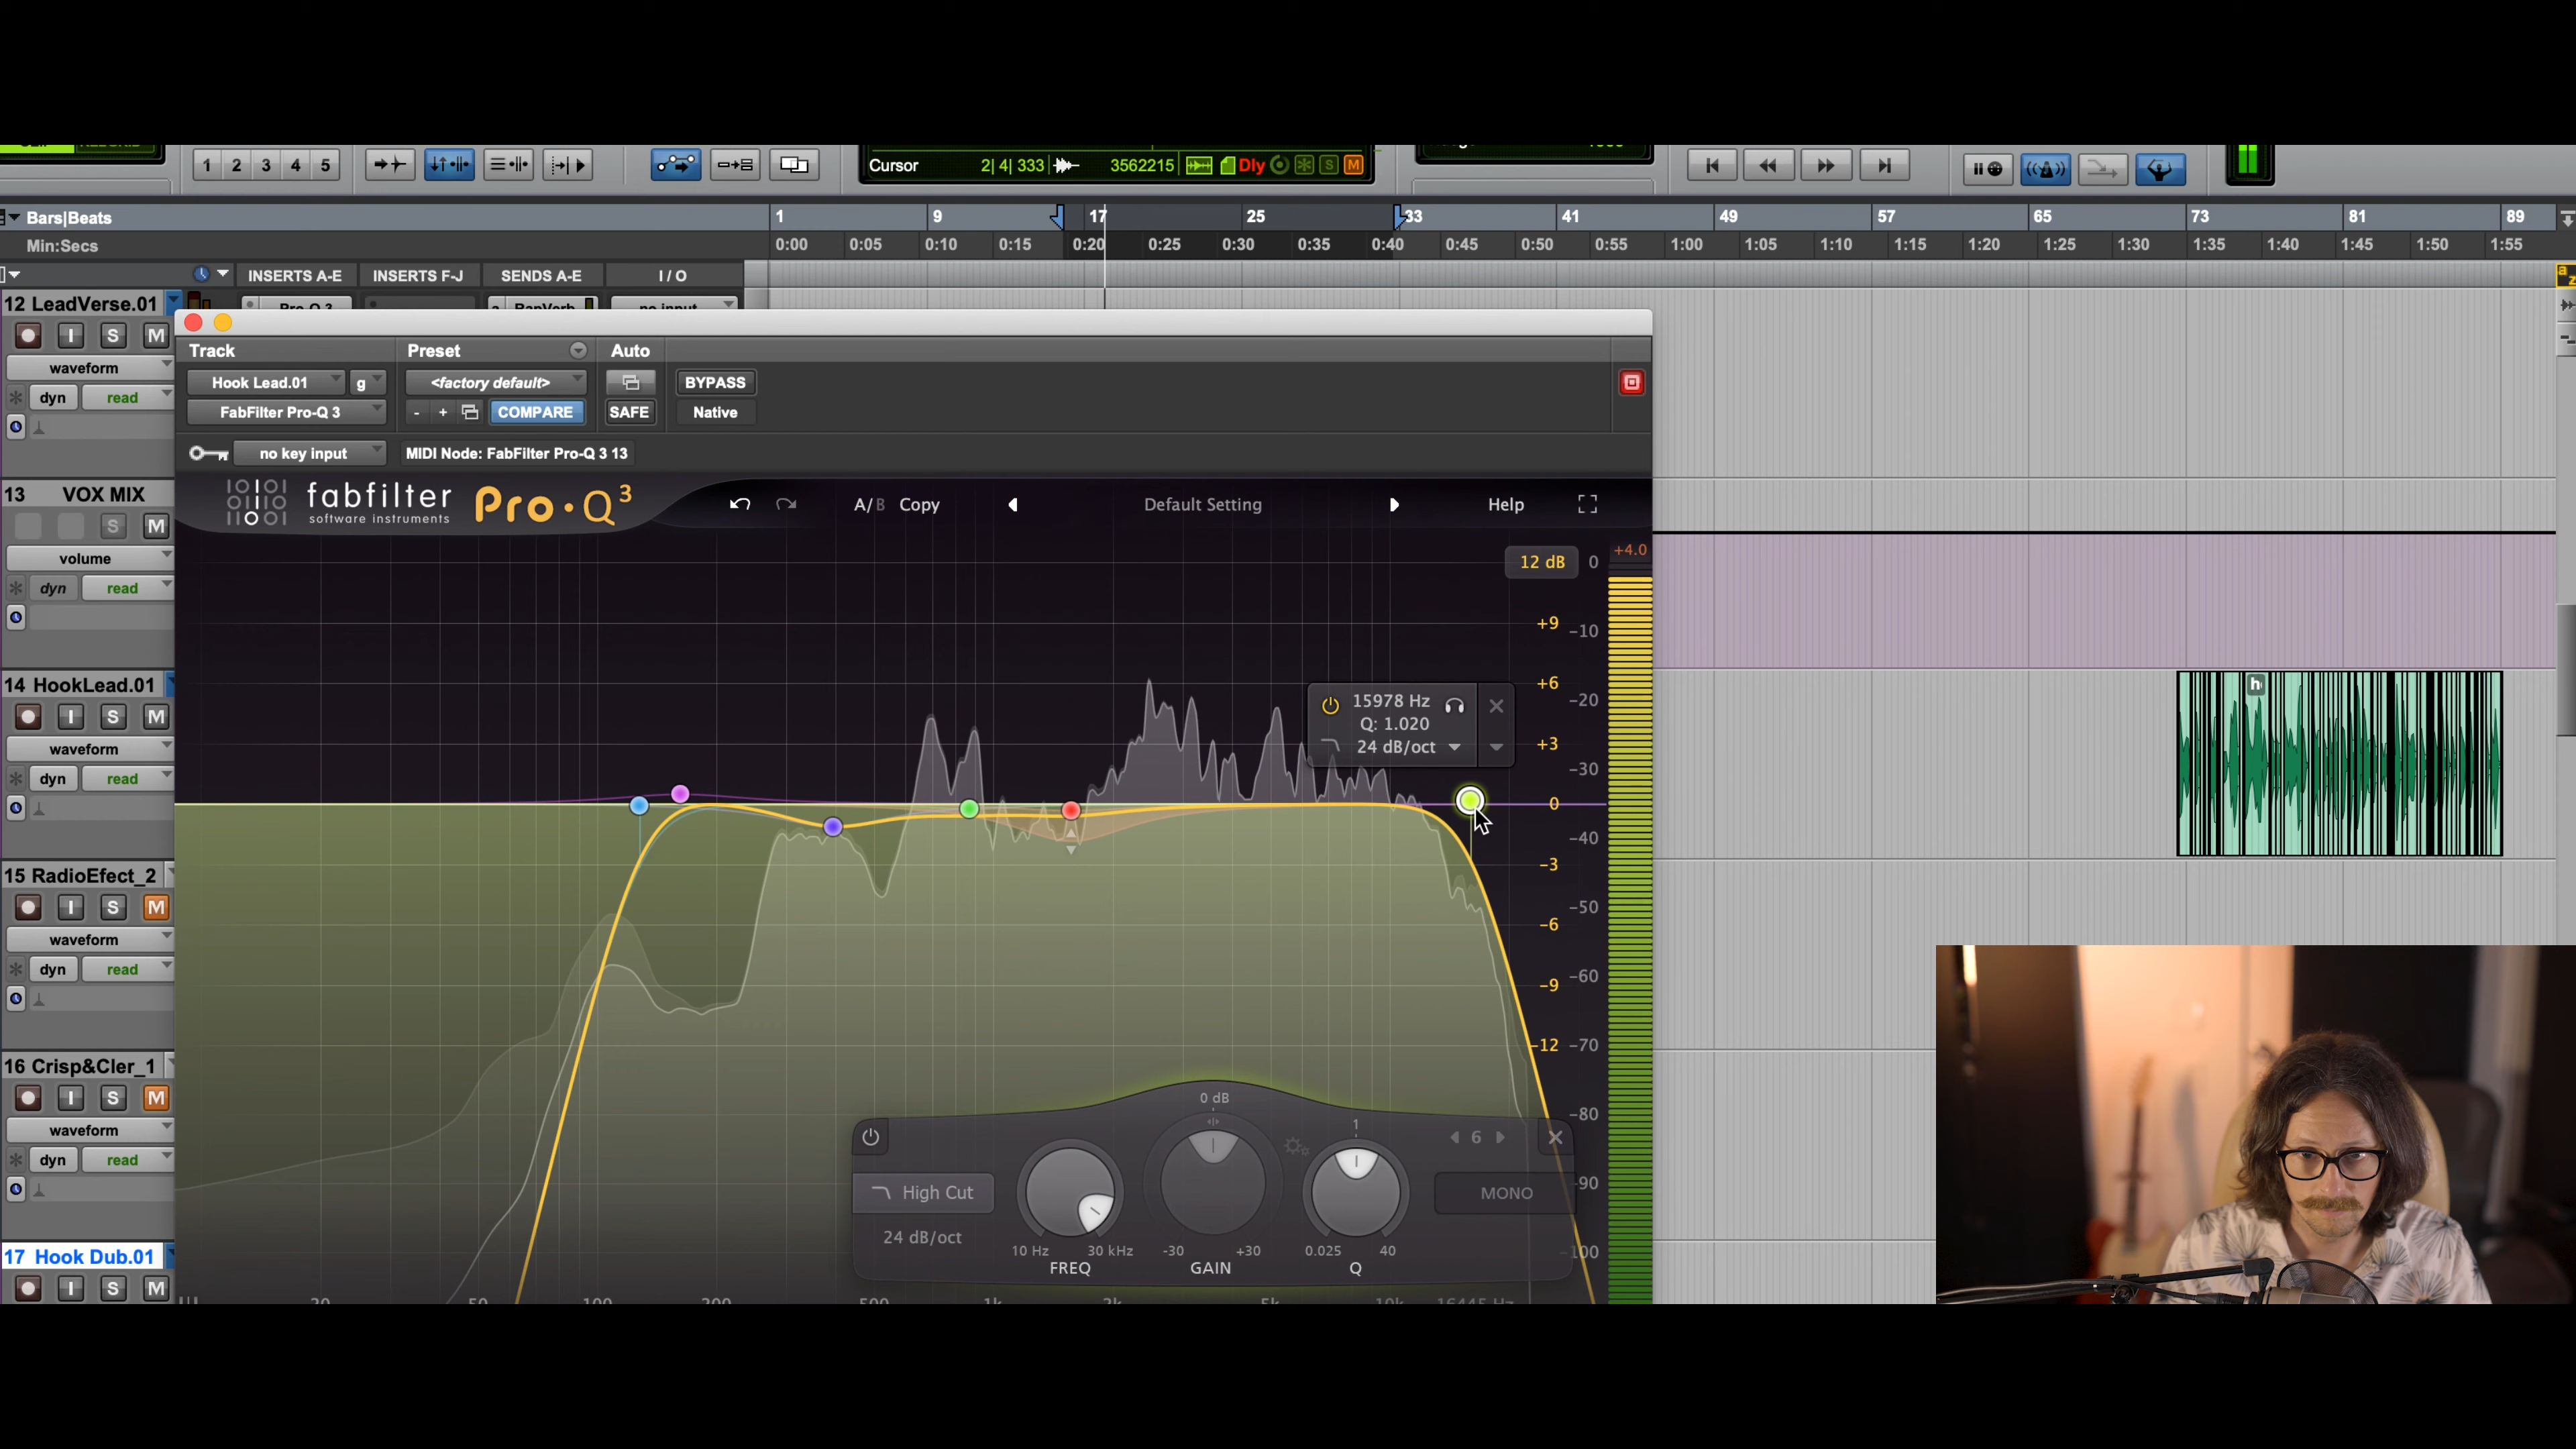 1 2 3 4 5
Cursor 2| 4| 333 3562215 Dly S M
Bars|Beats 1 9 17 25 33 41 49 57 65 73 81 89
Min:Secs 0:00 0:05 0:10 0:15 0:20 0:25 0:30 0:35 0:40 0:45 0:50 0:55 1:00 1:05 1:10 1:15 1:20 1:25 1:30 1:35 1:40 1:45 1:50 1:55
INSERTS A-E INSERTS F-J SENDS A-E I / O
a z
12 LeadVerse.01 Pro-Q 3 a RapVerb no input
I S M
waveform
dyn read
Track Preset Auto
Hook Lead.01 g <factory default> BYPASS
FabFilter Pro-Q 3 - + COMPARE SAFE Native
no key input MIDI Node: FabFilter Pro-Q 3 13
13 VOX MIX
S M
volume
dyn read
fabfilter
software instruments
Pro·Q3
A/B Copy Default Setting Help
12 dB 0 +4.0
+9 -10
+6 -20
+3 -30
0 -40
-3 -50
-6 -60
-9 -70
-12 -80
-90
-100
15978 Hz
Q: 1.020
24 dB/oct
14 HookLead.01
I S M
waveform
dyn read
15 RadioEfect_2
I S M
waveform
dyn read
16 Crisp&Cler_1
I S M
waveform
dyn read
17 Hook Dub.01
I S M
0 dB
1
6
High Cut
24 dB/oct
MONO
10 Hz 30 kHz -30 +30 0.025 40
FREQ GAIN Q
20 50 100 200 500 1k 2k 5k 10k 16445 Hz